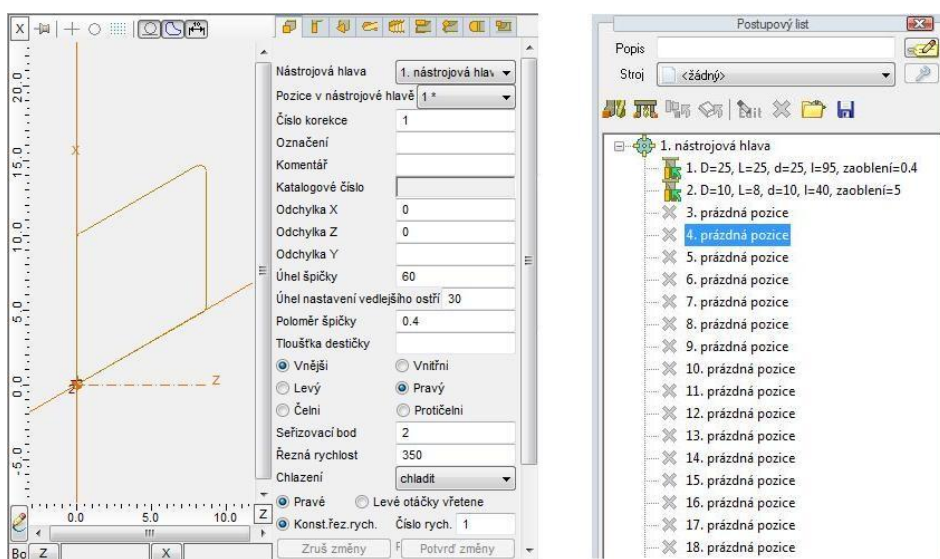 X
Nástrojová hlava 1. nástrojová hlav
Pozice v nástrojové hlavě 1 *
Číslo korekce 1
Označení
Komentář
Katalogové číslo
Odchylka X 0
Odchylka Z 0
Odchylka Y
Úhel špičky 60
Úhel nastavení vedlejšího ostří 30
Poloměr špičky 0.4
Tloušťka destičky
Vnější Vnitřni
Levý Pravý
Čelni Protičelni
Seřizovací bod 2
Řezná rychlost 350
Chlazení chladit
Pravé Levé otáčky vřetene
Konst.řez.rych. Číslo rych. 1
Zruš změny Potvrď změny
20.0
15.0
10.0
5.0
0.0
-5.0
X
Z
0.0 5.0 10.0 Z
Bo Z X
Postupový list
Popis
Stroj <žádný>
Edit
1. nástrojová hlava
1. D=25, L=25, d=25, l=95, zaoblení=0.4
2. D=10, L=8, d=10, l=40, zaoblení=5
3. prázdná pozice
4. prázdná pozice
5. prázdná pozice
6. prázdná pozice
7. prázdná pozice
8. prázdná pozice
9. prázdná pozice
10. prázdná pozice
11. prázdná pozice
12. prázdná pozice
13. prázdná pozice
14. prázdná pozice
15. prázdná pozice
16. prázdná pozice
17. prázdná pozice
18. prázdná pozice